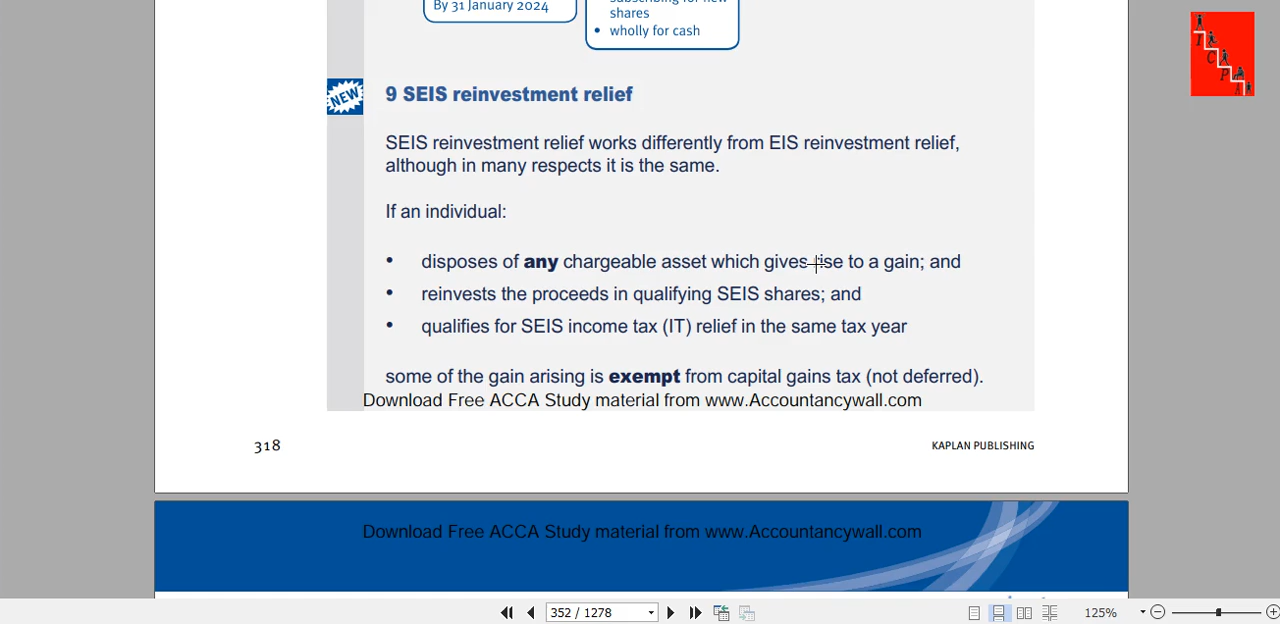 By 31 January 2024
subscribing for new
shares
• wholly for cash
NEW
9 SEIS reinvestment relief
SEIS reinvestment relief works differently from EIS reinvestment relief,
although in many respects it is the same.
If an individual:
• disposes of any chargeable asset which gives rise to a gain; and
• reinvests the proceeds in qualifying SEIS shares; and
• qualifies for SEIS income tax (IT) relief in the same tax year
some of the gain arising is exempt from capital gains tax (not deferred).
Download Free ACCA Study material from www.Accountancywall.com
318
KAPLAN PUBLISHING
Download Free ACCA Study material from www.Accountancywall.com
352 / 1278
125%
T
C
P
A